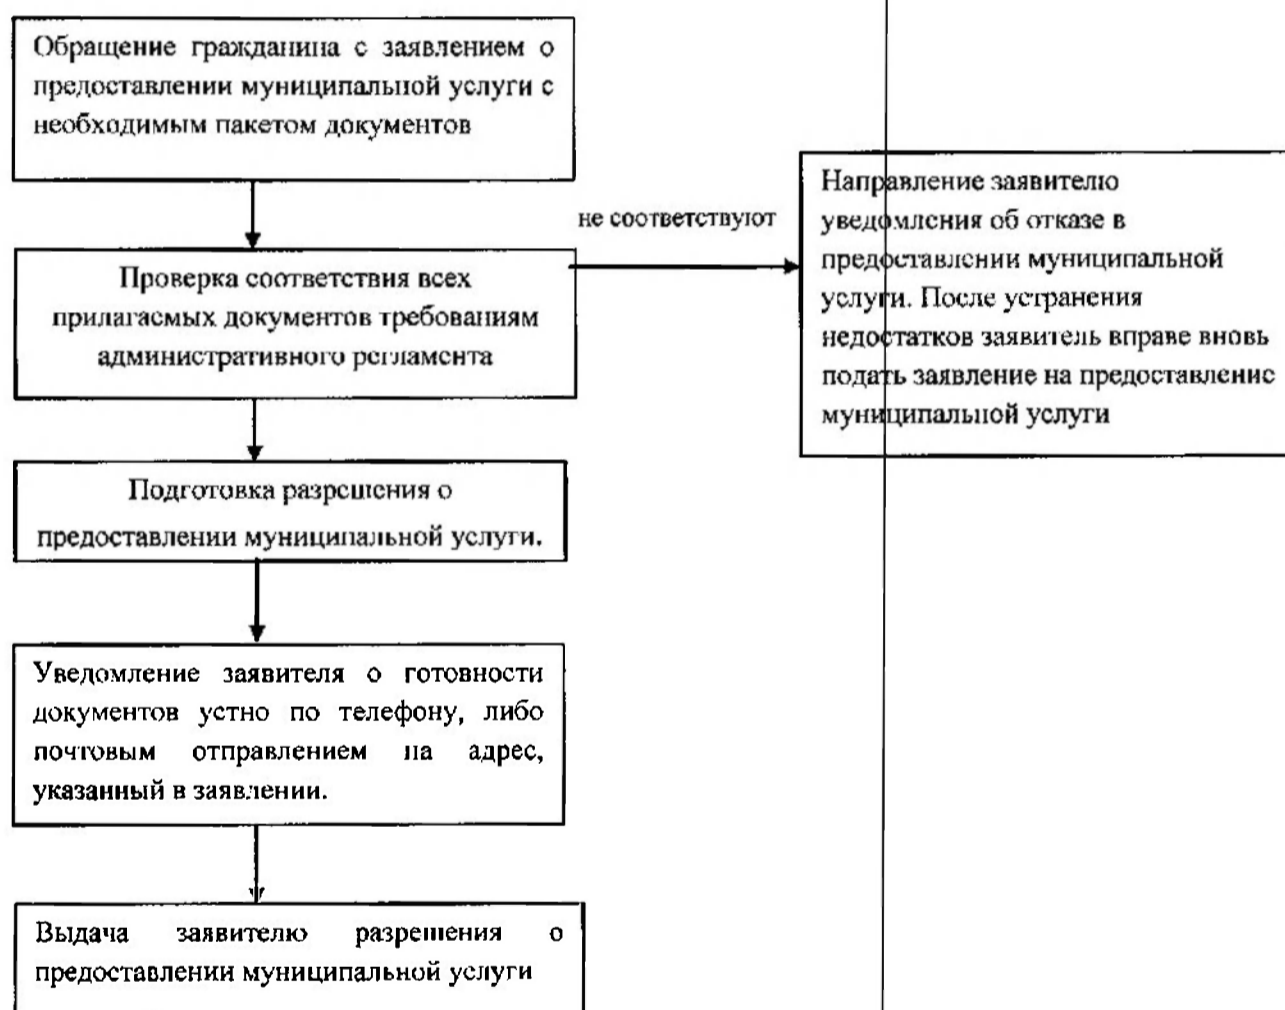 Обращение гражданина с заявлением о
предоставлении муниципальной услуги с
необходимым пакетом документов
не соответствуют
Направление заявителю
уведомления об отказе в
предоставлении муниципальной
услуги. После устранения
недостатков заявитель вправе вновь
подать заявление на предоставление
муниципальной услуги
Проверка соответствия всех
прилагаемых документов требованиям
административного регламента
Подготовка разрешения о
предоставлении муниципальной услуги.
Уведомление заявителя о готовности
документов устно по телефону, либо
почтовым отправлением на адрес,
указанный в заявлении.
Выдача заявителю разрешения о
предоставлении муниципальной услуги